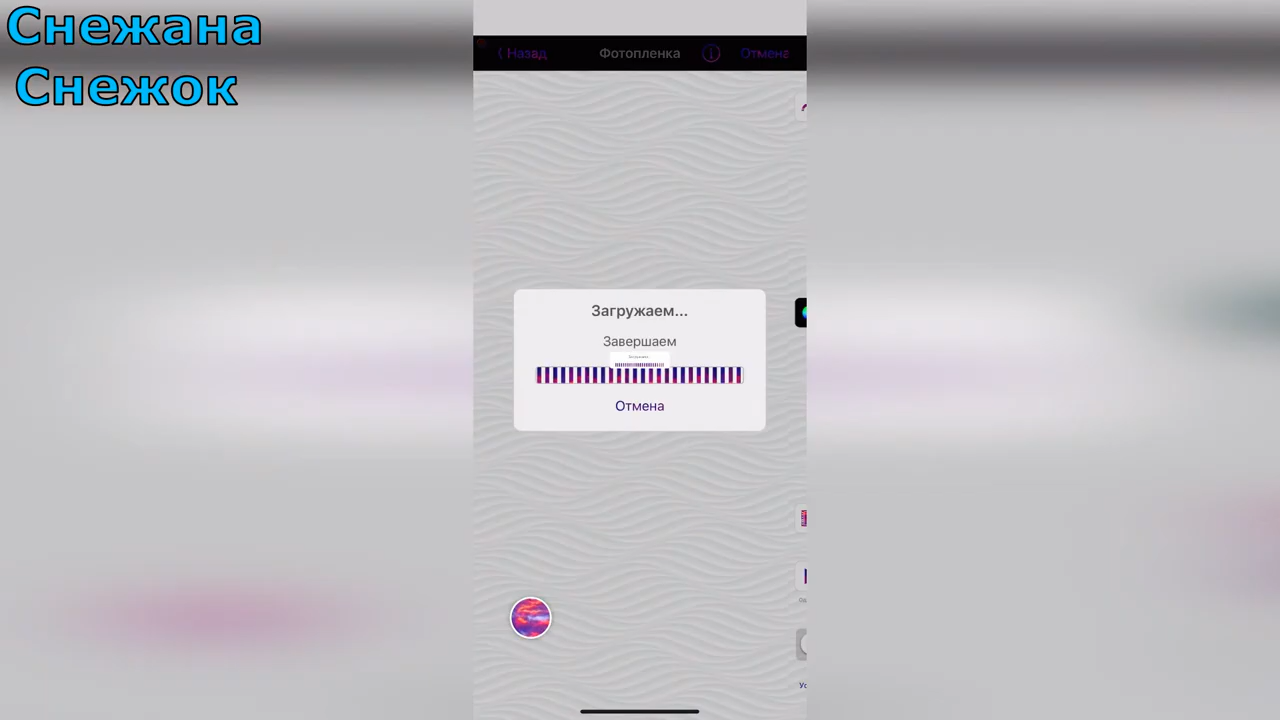 Снежана
Снежок
Назад
Фотопленка
Отмена
Загружаем...
Завершаем
Отмена